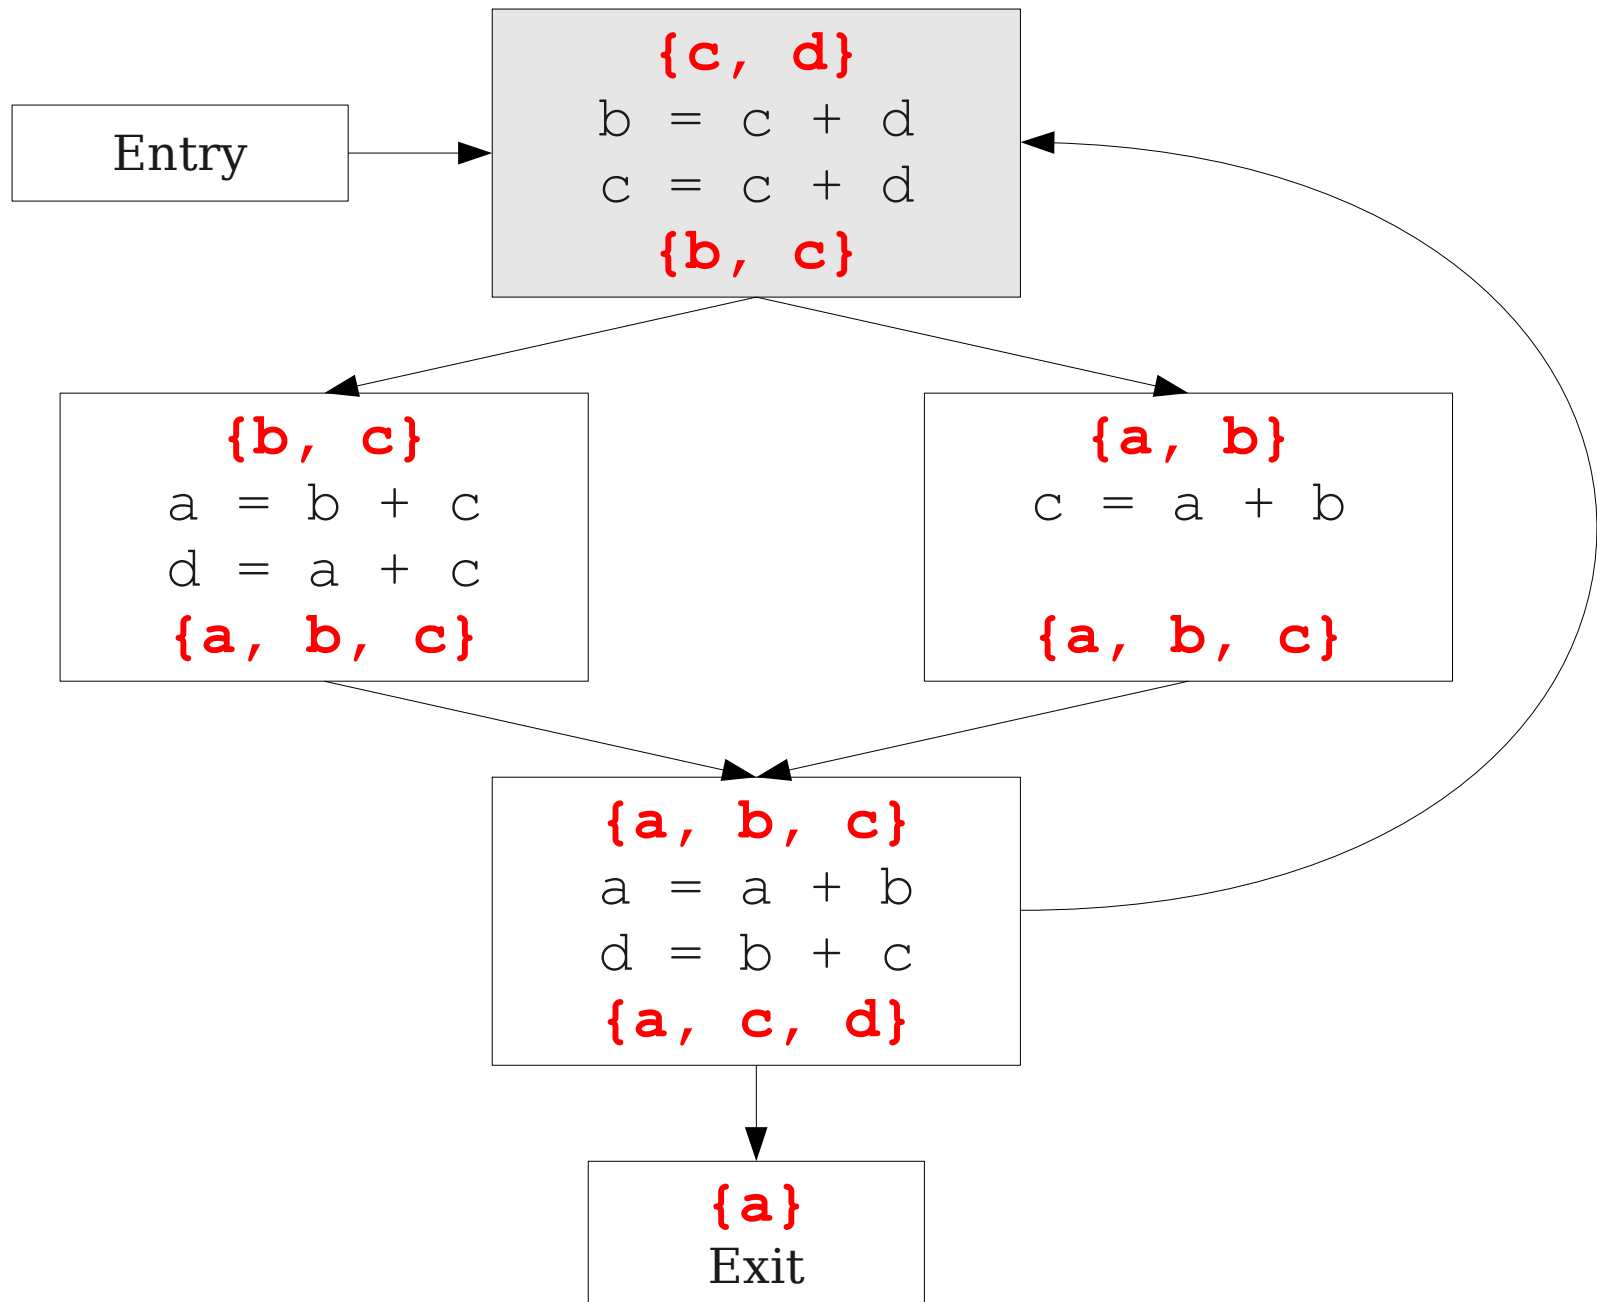 {c, d}
b = c + d
c = c + d
{b, c}
Entry
{b, c}
a = b + c
d = a + c
{a, b, c}
{a, b}
c = a + b
{a, b, c}
{a, b, c}
a = a + b
d = b + c
{a, c, d}
{a}
Exit